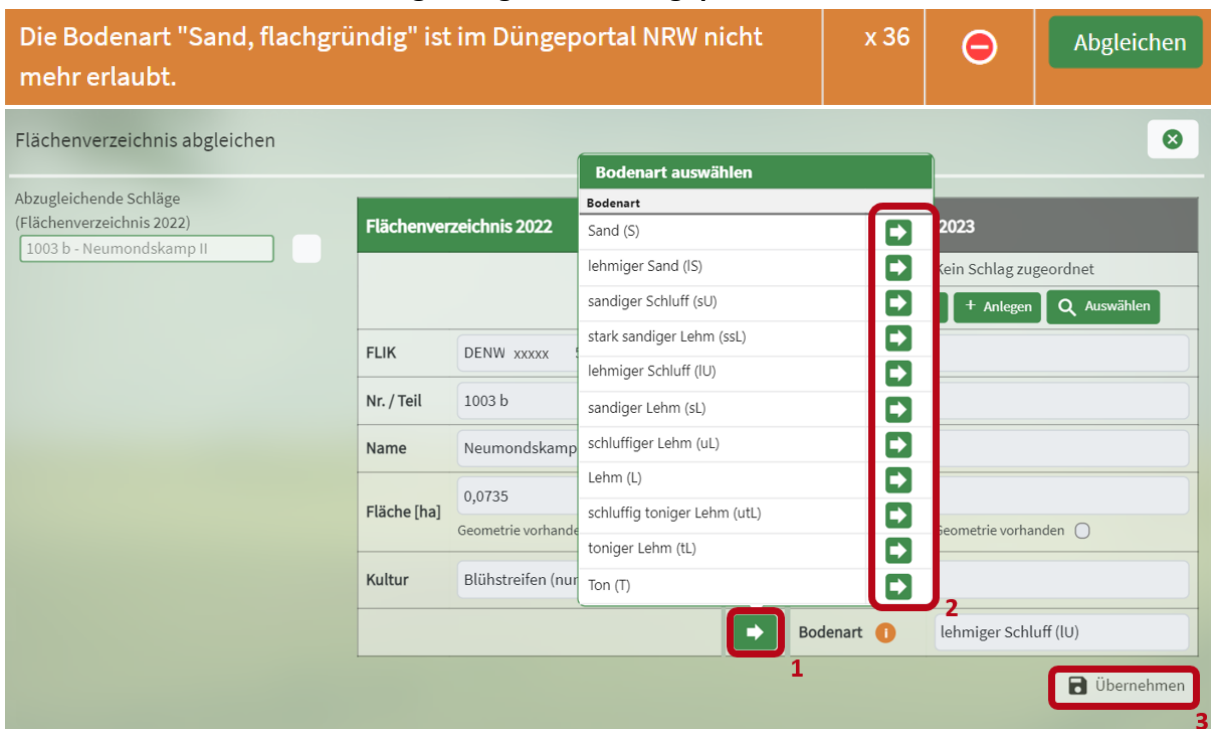 Die Bodenart "Sand, flachgründig" ist im Düngeportal NRW nicht
mehr erlaubt.
x 36
Abgleichen
Flächenverzeichnis abgleichen
Abzugleichende Schläge
(Flächenverzeichnis 2022)
1003 b - Neumondskamp II
Flächenverzeichnis 2022
2023
Kein Schlag zugeordnet
+ Anlegen
Auswählen
FLIK
DENW xxxxx
Nr. / Teil
1003 b
Name
Neumondskamp
Fläche [ha]
0,0735
Geometrie vorhande
Geometrie vorhanden
Kultur
Blühstreifen (nur
Bodenart auswählen
Bodenart
Sand (S)
lehmiger Sand (lS)
sandiger Schluff (sU)
stark sandiger Lehm (ssL)
lehmiger Schluff (lU)
sandiger Lehm (sL)
schluffiger Lehm (uL)
Lehm (L)
schluffig toniger Lehm (utL)
toniger Lehm (tL)
Ton (T)
2
Bodenart
lehmiger Schluff (lU)
1
Übernehmen
3